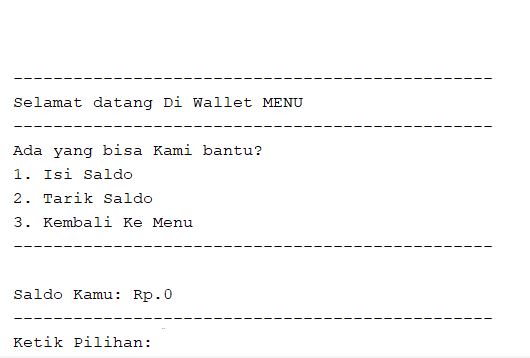 ------------------------------------------------
Selamat datang Di Wallet MENU
------------------------------------------------
Ada yang bisa Kami bantu?
1. Isi Saldo
2. Tarik Saldo
3. Kembali Ke Menu
------------------------------------------------
Saldo Kamu: Rp.0
------------------------------------------------
Ketik Pilihan: